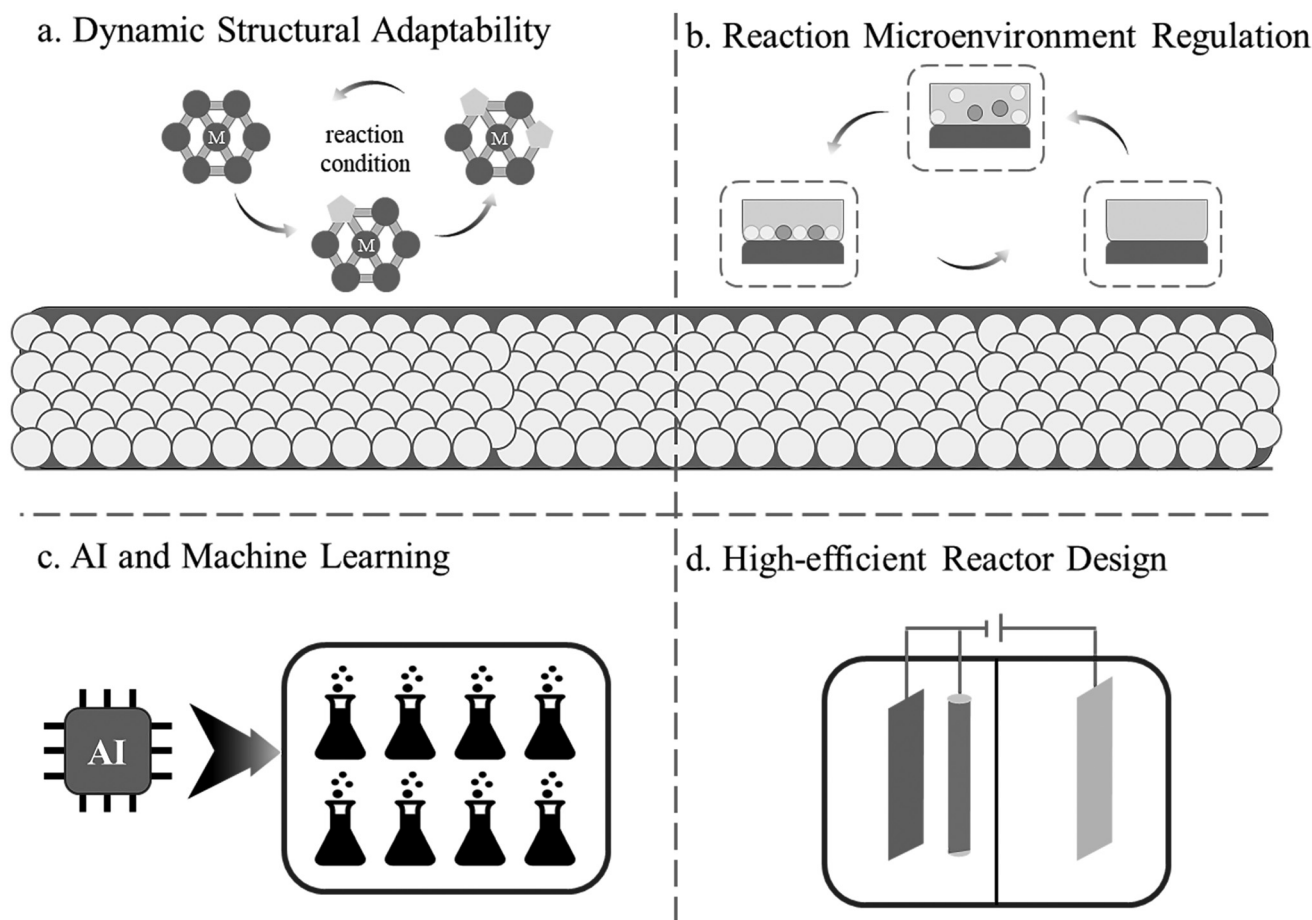 a. Dynamic Structural Adaptability
M
reaction
condition
M
M
b. Reaction Microenvironment Regulation
c. AI and Machine Learning
AI
d. High-efficient Reactor Design